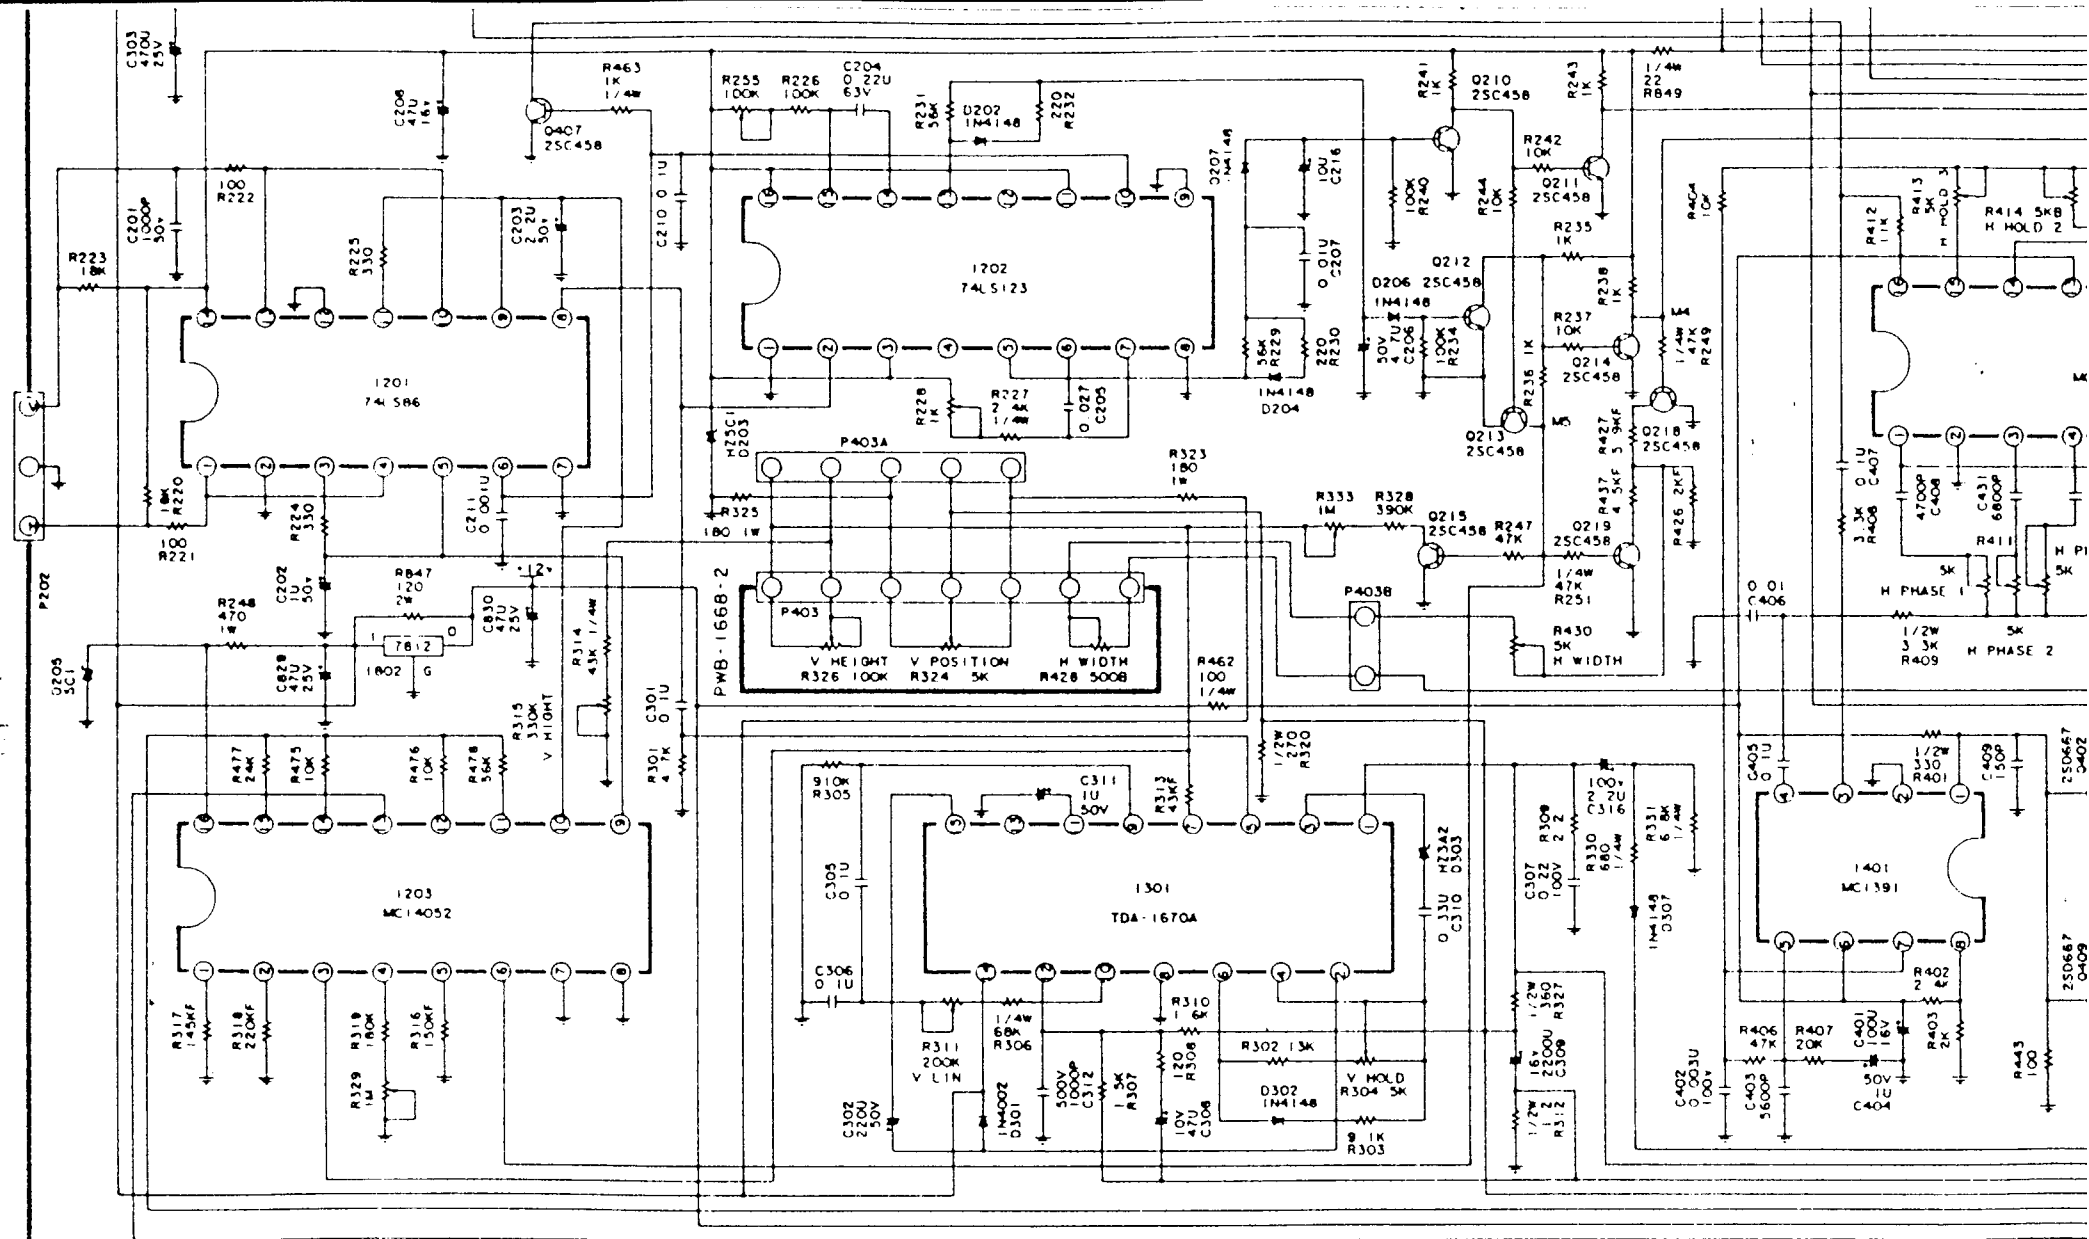 C303
470U
25V
C208
47U
16V
R463
1K
1/4W
Q407
2SC458
R255
100K
R226
100K
C204
0.22U
63V
R231
56K
D202
1N4148
220
R232
R241
1K
Q210
2SC458
R243
1K
1/4W
22
R849
100
R222
C201
1000P
50V
R223
18K
R225
330
C203
2.2U
50V
C210 0.1U
1202
74LS123
D207
1N4148
10U
C216
0.01U
C207
100K
R240
R244
10K
R242
10K
Q211
2SC458
R235
1K
Q212
2SC458
D206
1N4148
R238
1K
R237
10K
Q214
2SC458
R236 1K
M4
1/4W
47K
R249
R404
10K
R412
11K
R413
5K
H HOLD 3
R414 5KB
H HOLD 2
1201
74LS86
18K
R220
100
R221
R224
330
C211
0.001U
P202
HZ5C1
D203
R228
1K
R227
2.4K
1/4W
0.027
C205
56K
R229
220
R230
1N4148
D204
50V
4.7U
C206
100K
R234
Q213
2SC458
M5
R427
5.9KF
Q218
2SC458
R437
4.5KF
R426 2KF
P403A
R325
180 1W
R323
180
1W
R333
1M
R328
390K
Q215
2SC458
R247
47K
Q219
2SC458
1/4W
47K
R251
0.1U
C407
3.3K
R408
4700P
C408
C431
6800P
R411
5K
H PHASE 1
5K
5K
H PHASE 2
C202
1U
50V
R847
120
2W
R248
470
1W
+12V
C830
47U
25V
7812
1802
I
O
G
C829
47U
25V
D205
5C1
R314
43K 1/4W
R315
330K
V HIGHT
C301
0.1U
R301
4.7K
PWB-1668-2
P403
V HEIGHT
R326 100K
V POSITION
R324 5K
H WIDTH
R428 500B
P403B
R430
5K
H WIDTH
R462
100
1/4W
0.01
C406
1/2W
3.3K
R409
R477
24K
R475
10K
R476
10K
R478
56K
1203
MC14052
R317
145KF
R318
220KF
R319
180K
R316
150KF
R329
1M
910K
R305
C311
1U
50V
R313
43KF
1/2W
270
R320
C305
0.1U
1301
TDA-1670A
HZ3A2
D303
0.33U
C310
C306
0.1U
R311
200K
V LIN
1/4W
68K
R306
R310
1.6K
120
R308
R302 13K
V HOLD
R304 5K
D302
1N4148
9.1K
R303
C302
220U
50V
1N4002
D301
500V
1000P
C312
1.5K
R307
10V
47U
C308
C307
0.22
100V
R309
2.2
100V
2.2U
C316
R330
680
1/4W
R331
6.8K
1/4W
1N4148
D307
1/2W
360
R327
16V
2200U
C309
1/2W
1.2
R312
C405
0.1U
1/2W
330
R401
C409
150P
2SD667
Q402
1401
MC1391
2SD667
Q409
R402
2.4K
R406
47K
R407
20K
C401
100U
16V
R403
2K
C402
0.0033U
C403
5600P
50V
1U
C404
R443
100